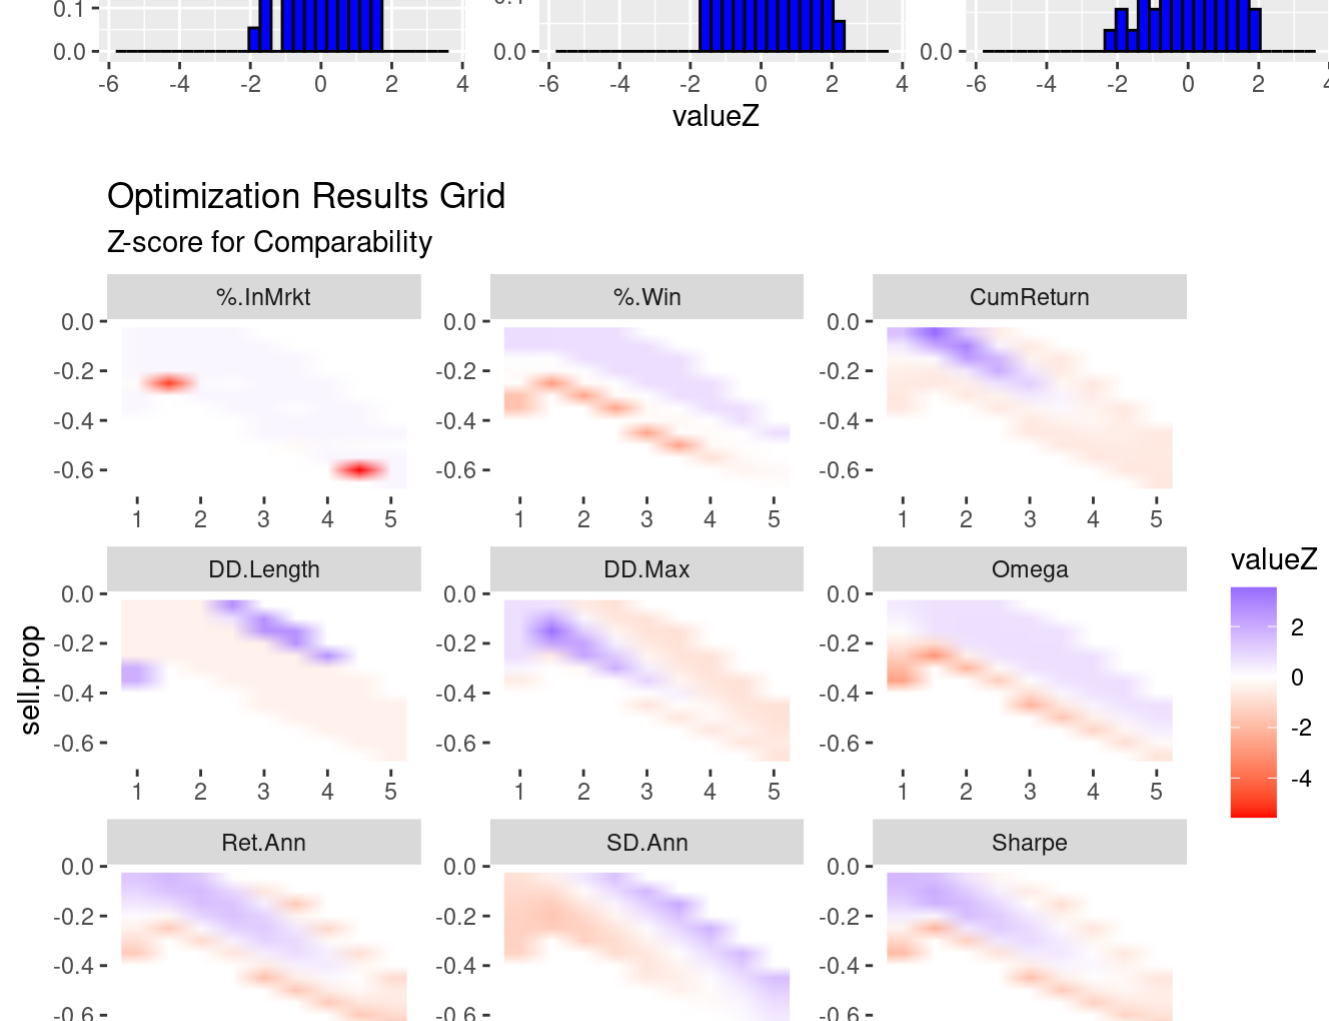 0.1
0.1
0.0
0.0
0.0
-6 -4 -2 0 2 4
-6 -4 -2 0 2 4
-6 -4 -2 0 2
valueZ
Optimization Results Grid
Z-score for Comparability
%.InMrkt
%.Win
CumReturn
0.0
-0.2
-0.4
-0.6
0.0
-0.2
-0.4
-0.6
0.0
-0.2
-0.4
-0.6
1 2 3 4 5
1 2 3 4 5
1 2 3 4 5
DD.Length
DD.Max
Omega
0.0
-0.2
-0.4
-0.6
0.0
-0.2
-0.4
-0.6
0.0
-0.2
-0.4
-0.6
1 2 3 4 5
1 2 3 4 5
1 2 3 4 5
sell.prop
valueZ
2
0
-2
-4
Ret.Ann
SD.Ann
Sharpe
0.0
-0.2
-0.4
-0.6
0.0
-0.2
-0.4
-0.6
0.0
-0.2
-0.4
-0.6